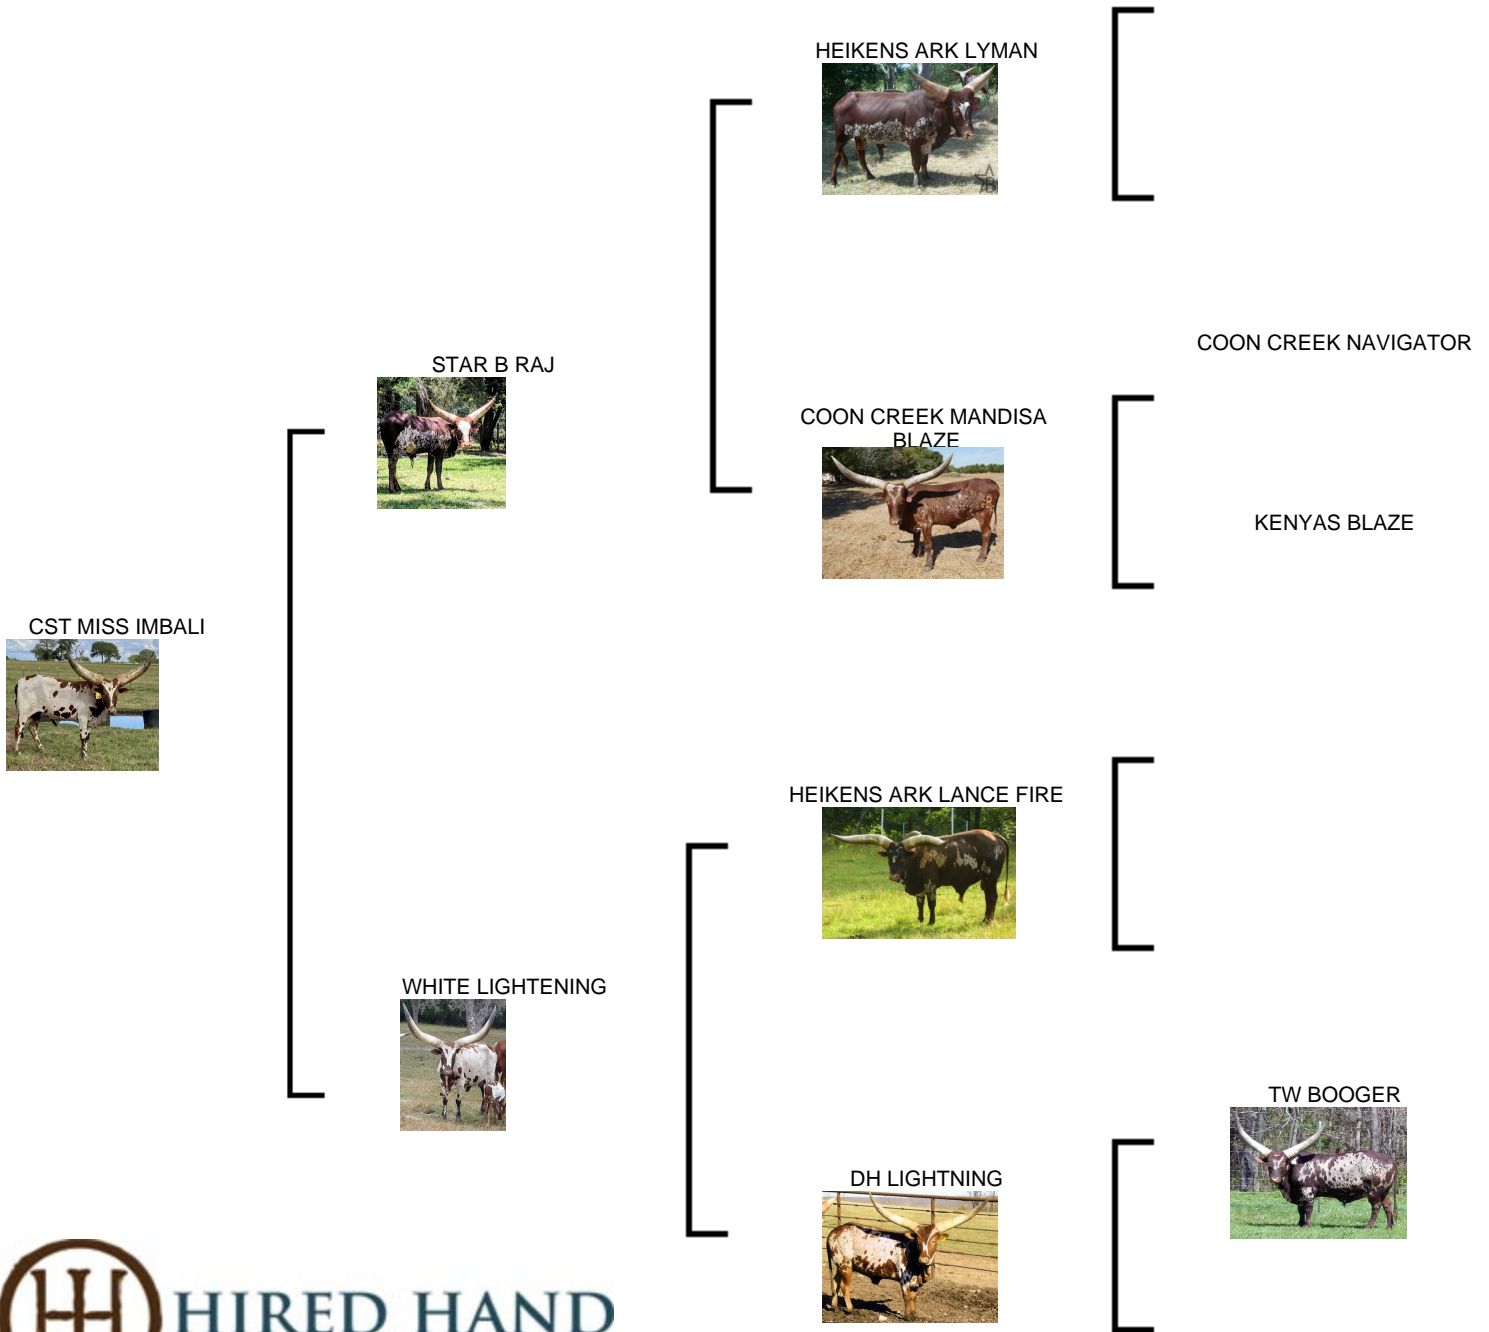 HEIKENS ARK LYMAN
COON CREEK NAVIGATOR
STAR B RAJ
COON CREEK MANDISA
BLAZE
KENYAS BLAZE
CST MISS IMBALI
HEIKENS ARK LANCE FIRE
WHITE LIGHTENING
TW BOOGER
DH LIGHTNING
HIRED HAND